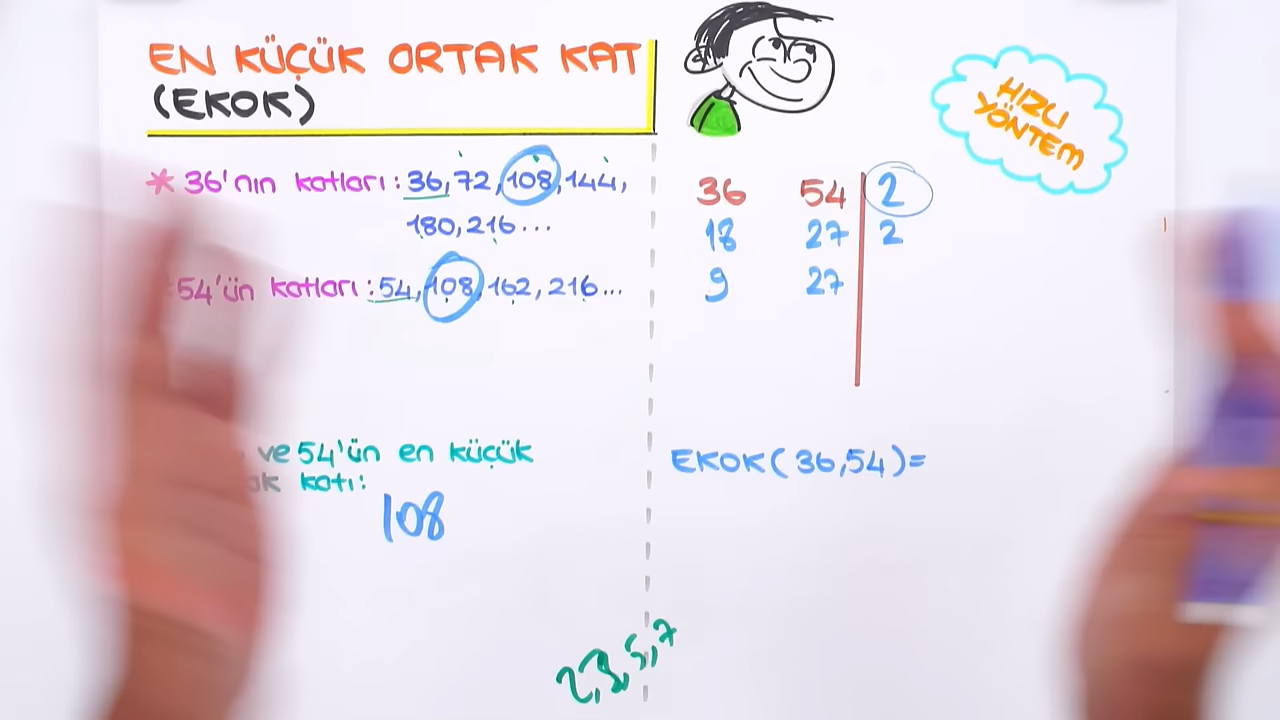 EN KÜÇÜK ORTAK KAT
(EKOK)
* 36'nın katları: 36, 72, 108, 144,
180, 216...
54'ün katları: 54, 108, 162, 216...
ve 54'ün en küçük
katı:
108
HIZLI
YÖNTEM
36 54 2
18 27 2
9 27
EKOK(36,54)=
2,3,5,7